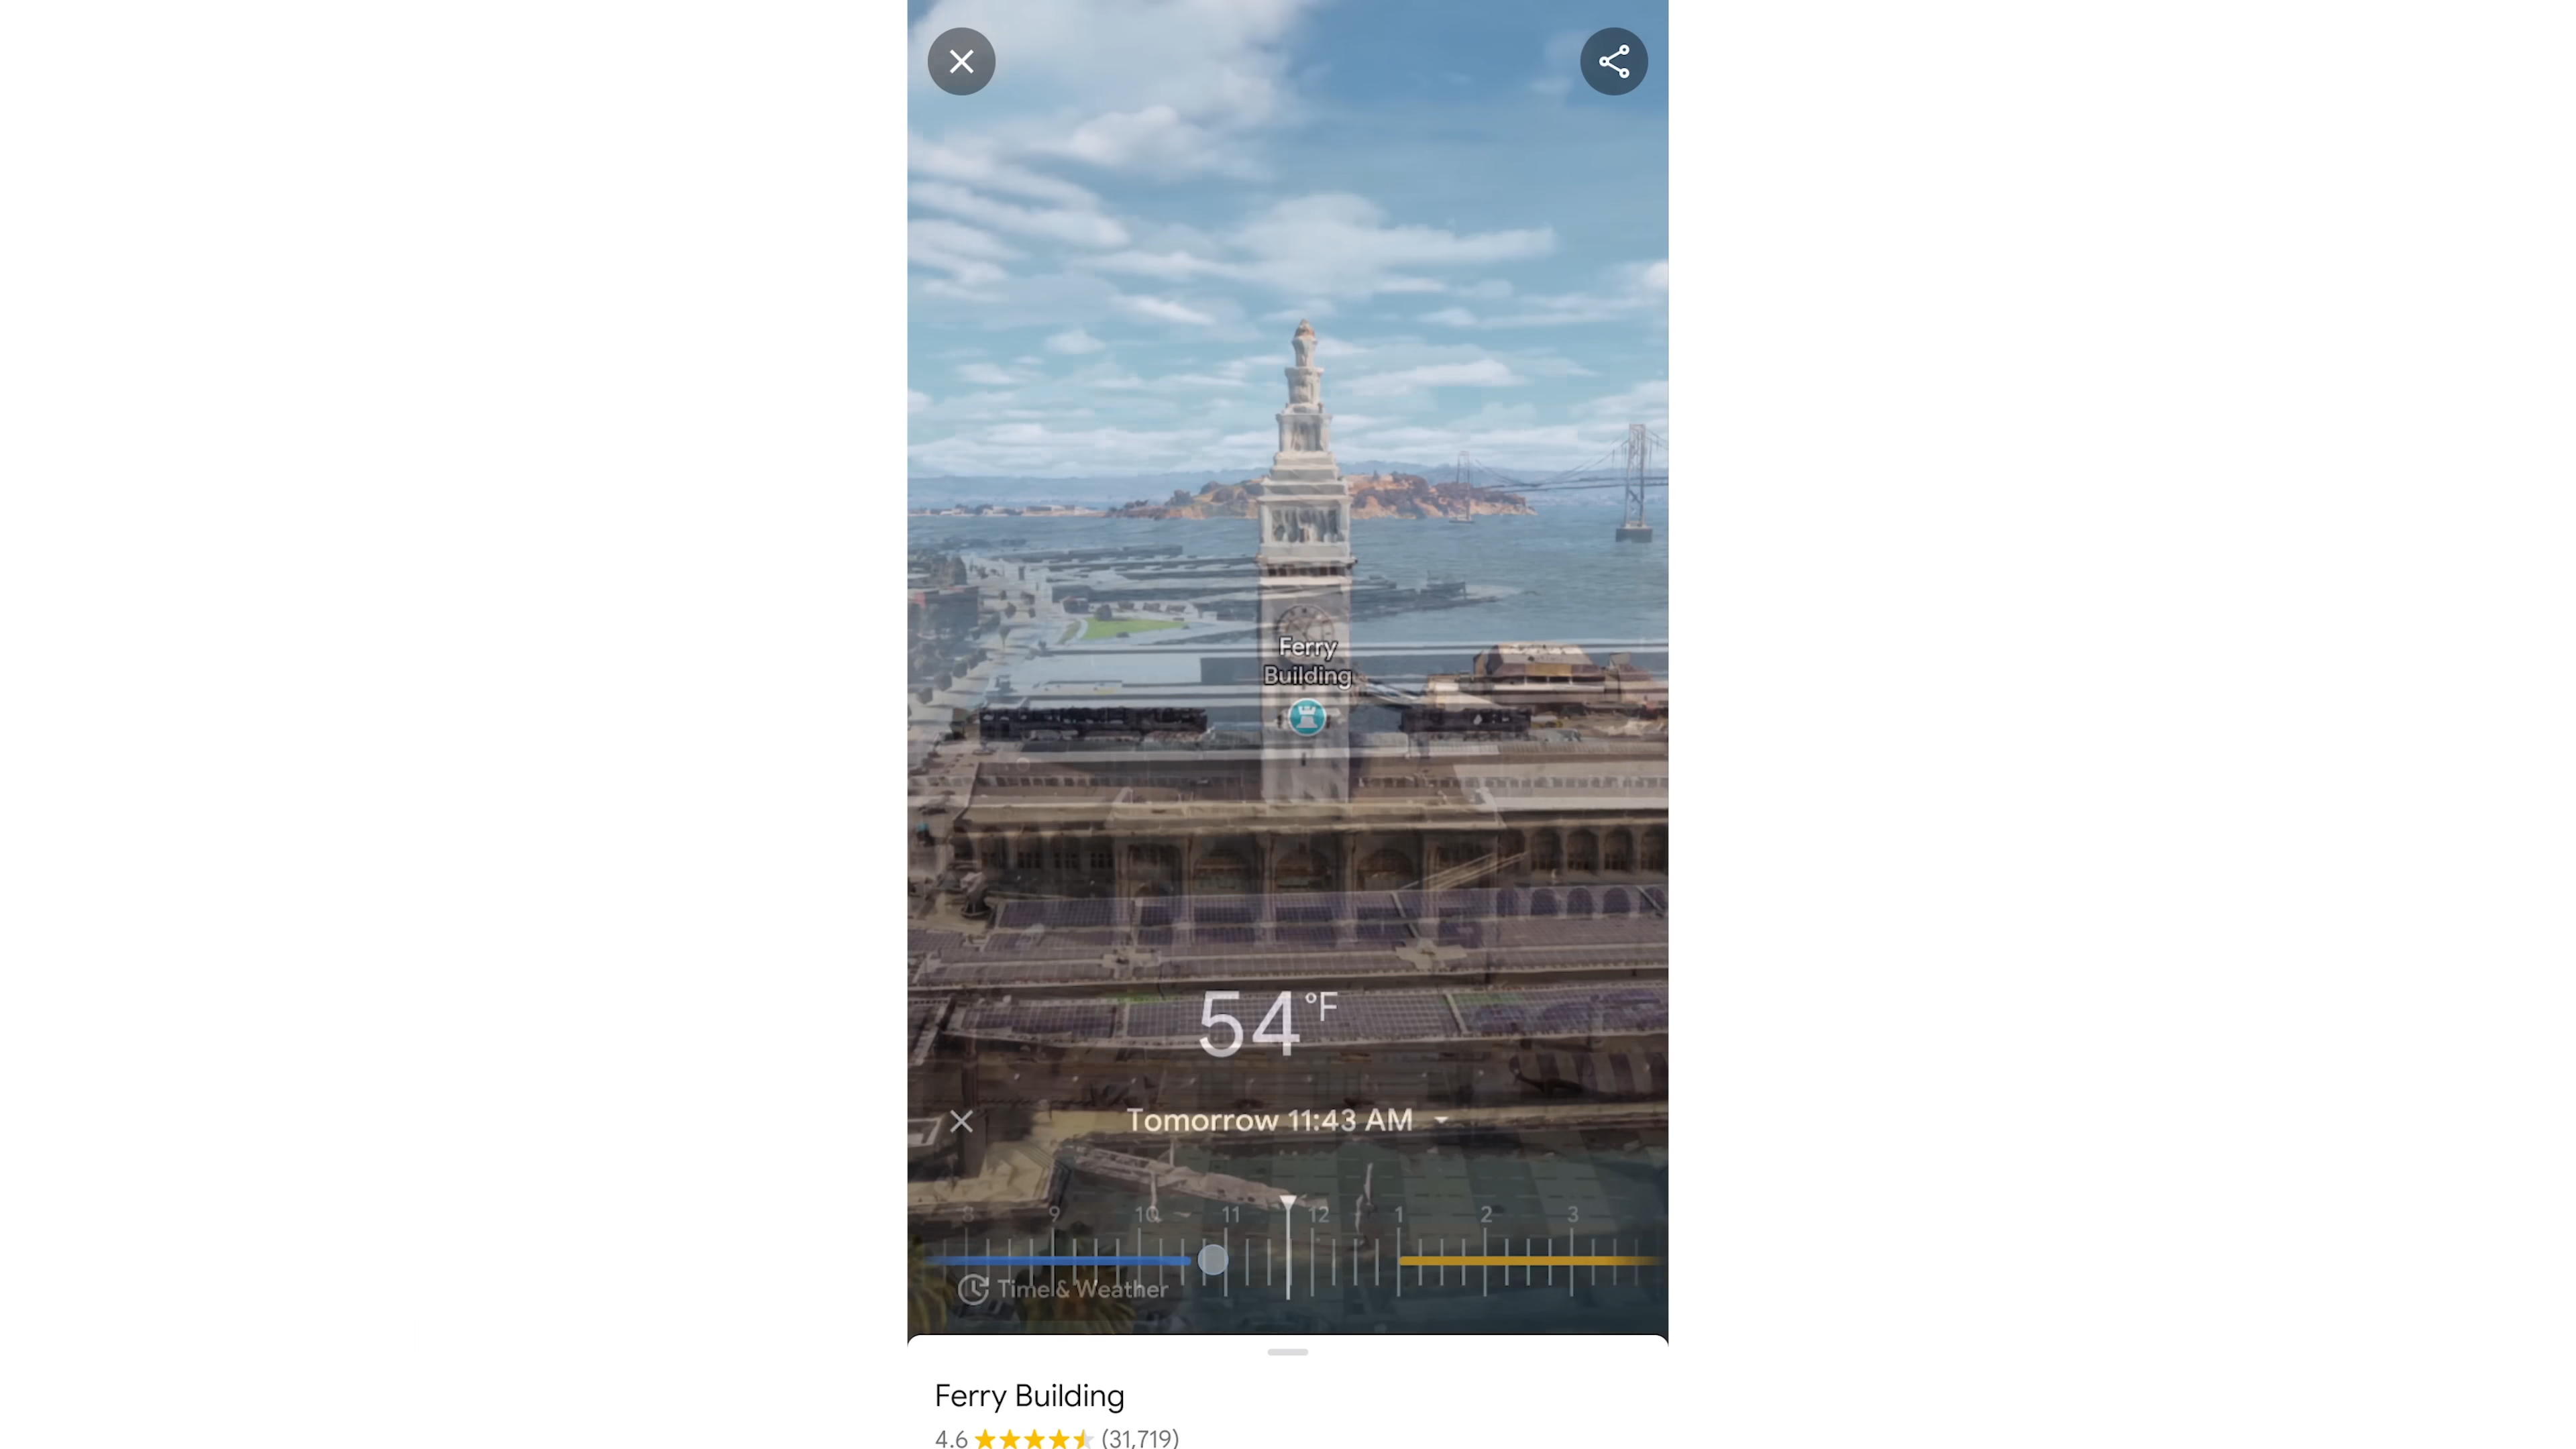 Ferry
Building
54 °F
Tomorrow 11:43 AM
8 9 10 11 12 1 2 3
Time & Weather
Ferry Building
4.6 (31,719)